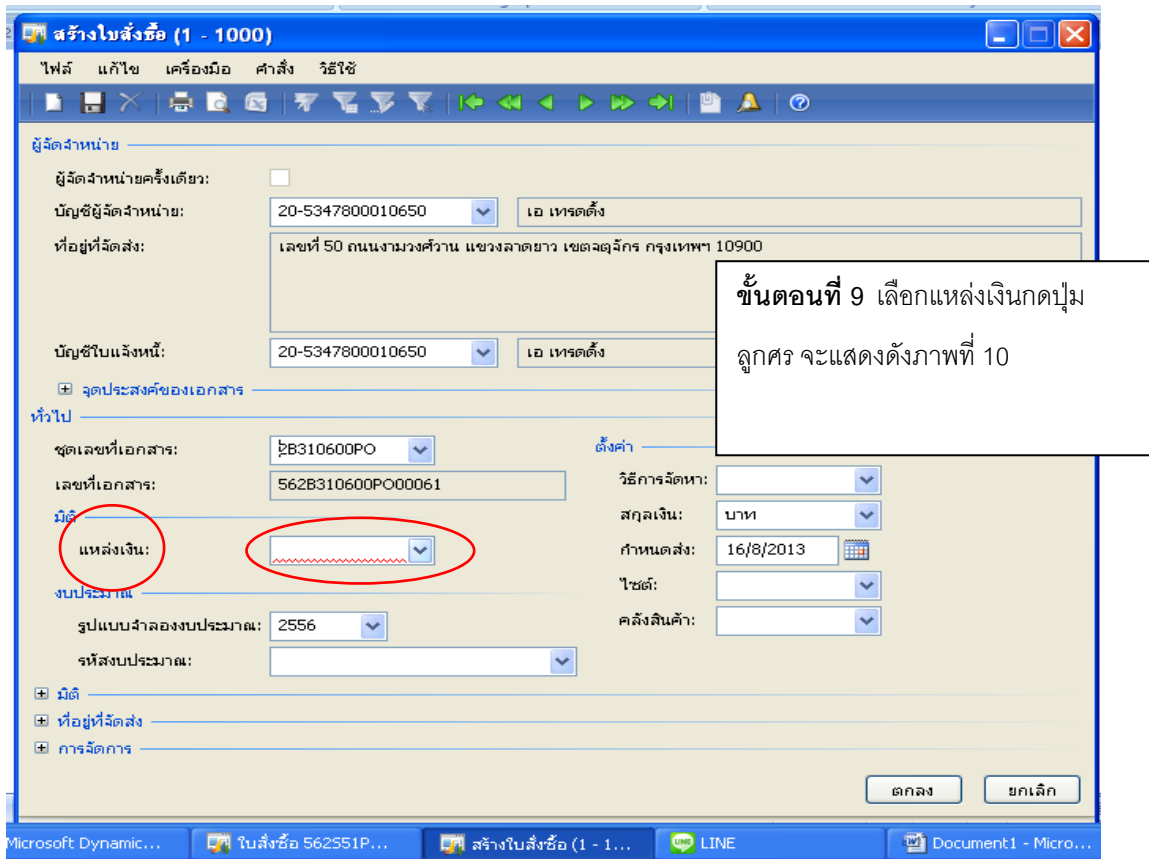 สร้างใบสั่งซื้อ (1 - 1000)
ไฟล์ แก้ไข เครื่องมือ คำสั่ง วิธีใช้
ผู้จัดจำหน่าย
ผู้จัดจำหน่ายครั้งเดียว:
บัญชีผู้จัดจำหน่าย: 20-5347800010650 เอ เทรดดิ้ง
ที่อยู่ที่จัดส่ง: เลขที่ 50 ถนนงามวงศ์วาน แขวงลาดยาว เขตจตุจักร กรุงเทพฯ 10900
ขั้นตอนที่ 9 เลือกแหล่งเงินกดปุ่ม
ลูกศร จะแสดงดังภาพที่ 10
บัญชีใบแจ้งหนี้: 20-5347800010650 เอ เทรดดิ้ง
จุดประสงค์ของเอกสาร
ทั่วไป
ชุดเลขที่เอกสาร: 2B310600PO
เลขที่เอกสาร: 562B310600PO00061
มิติ
แหล่งเงิน:
งบประมาณ
รูปแบบจำลองงบประมาณ: 2556
รหัสงบประมาณ:
ตั้งค่า
วิธีการจัดหา:
สกุลเงิน: บาท
กำหนดส่ง: 16/8/2013
ไซต์:
คลังสินค้า:
มิติ
ที่อยู่ที่จัดส่ง
การจัดการ
ตกลง ยกเลิก
Microsoft Dynamic... ใบสั่งซื้อ 562S51P... สร้างใบสั่งซื้อ (1 - 1... LINE Document1 - Micro...